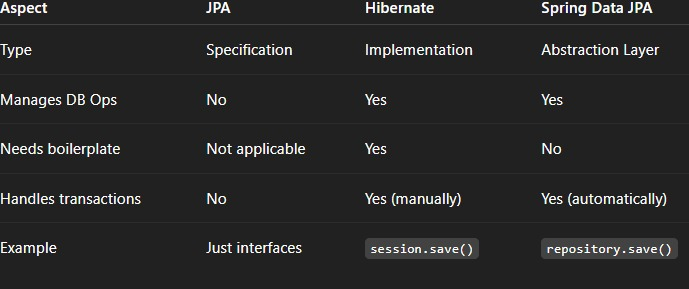 Aspect JPA Hibernate Spring Data JPA
Type Specification Implementation Abstraction Layer
Manages DB Ops No Yes Yes
Needs boilerplate Not applicable Yes No
Handles transactions No Yes (manually) Yes (automatically)
Example Just interfaces session.save() repository.save()